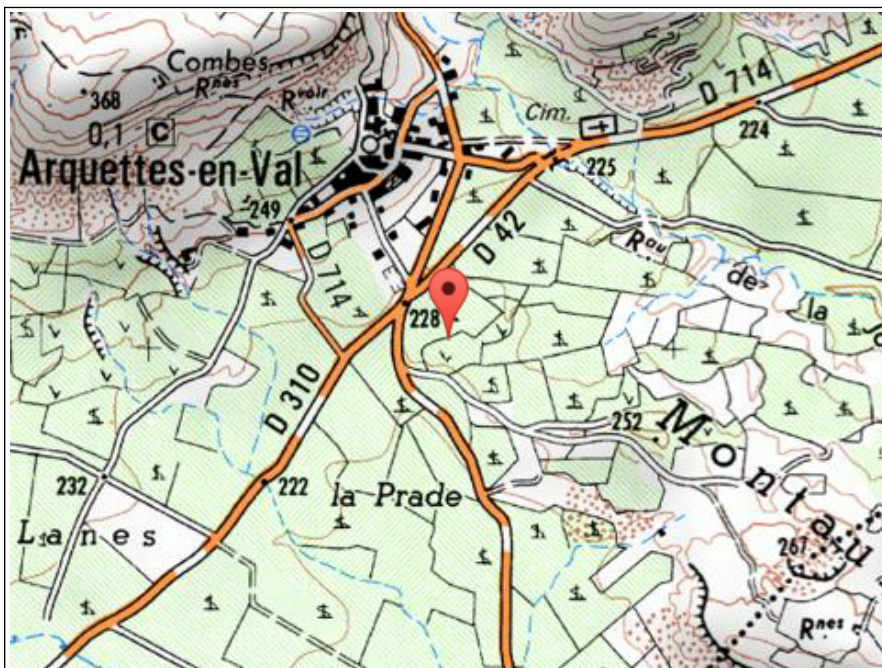 Combes
Rnes
Rvoir
368
0,1 C
Arquettes-en-Val
Cim.
D 714
224
225
249
D 42
D 714
Rau
de
la
228
D 310
252
Montau
la Prade
232
222
Lanes
267
Rnes